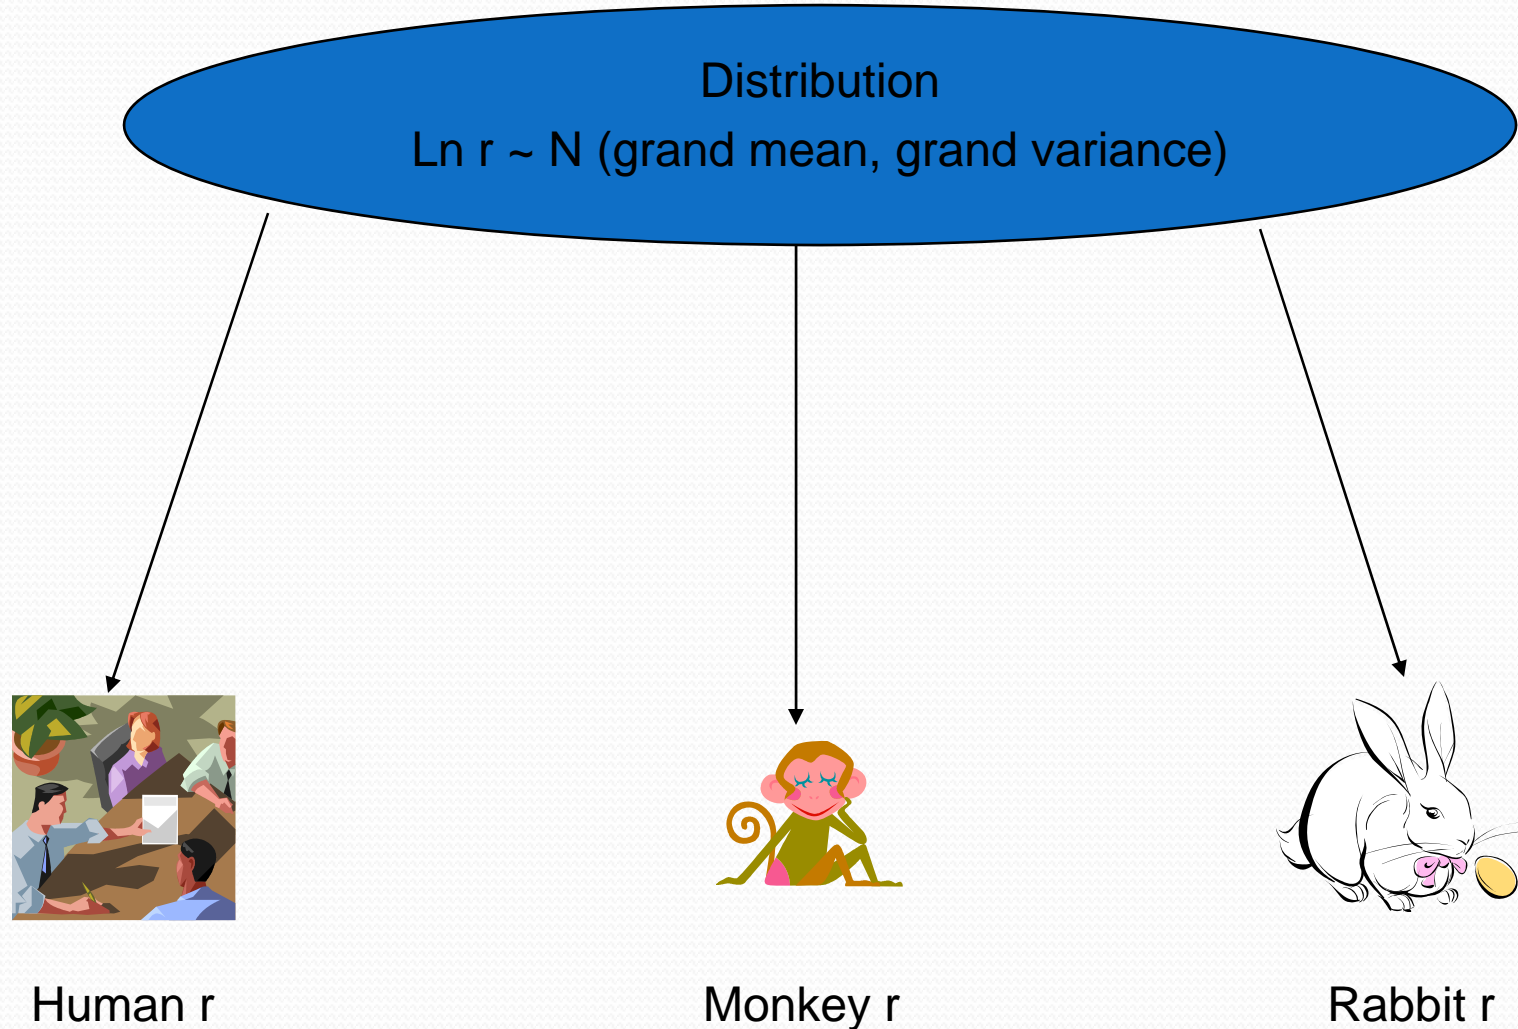 Distribution
Ln r ~ N (grand mean, grand variance)
Human r
Monkey r
Rabbit r